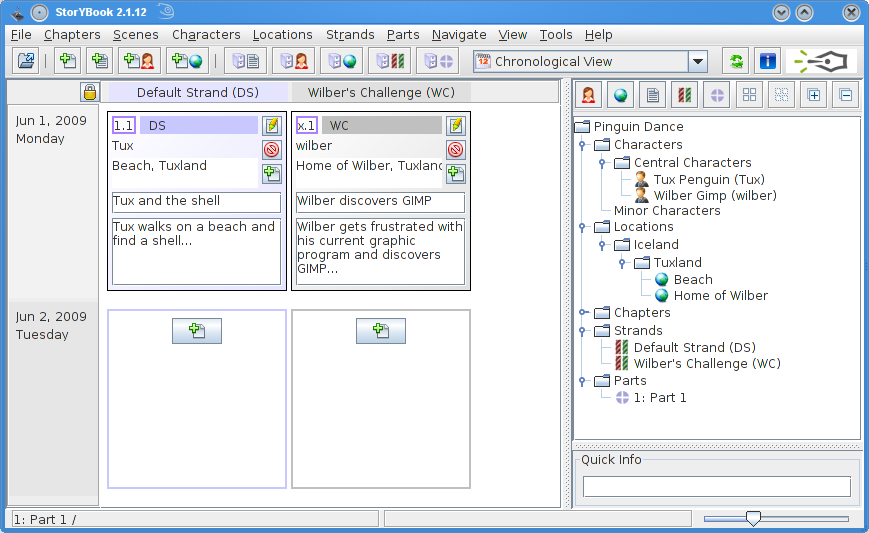 StorYBook 2.1.12
File Chapters Scenes Characters Locations Strands Parts Navigate View Tools Help
Chronological View
Default Strand (DS) Wilber's Challenge (WC)
Jun 1, 2009
Monday
1.1 DS
Tux
Beach, Tuxland
Tux and the shell
Tux walks on a beach and
find a shell...
x.1 WC
wilber
Home of Wilber, Tuxland
Wilber discovers GIMP
Wilber gets frustrated with
his current graphic
program and discovers
GIMP...
Jun 2, 2009
Tuesday
Pinguin Dance
Characters
Central Characters
Tux Penguin (Tux)
Wilber Gimp (wilber)
Minor Characters
Locations
Iceland
Tuxland
Beach
Home of Wilber
Chapters
Strands
Default Strand (DS)
Wilber's Challenge (WC)
Parts
1: Part 1
Quick Info
1: Part 1 /